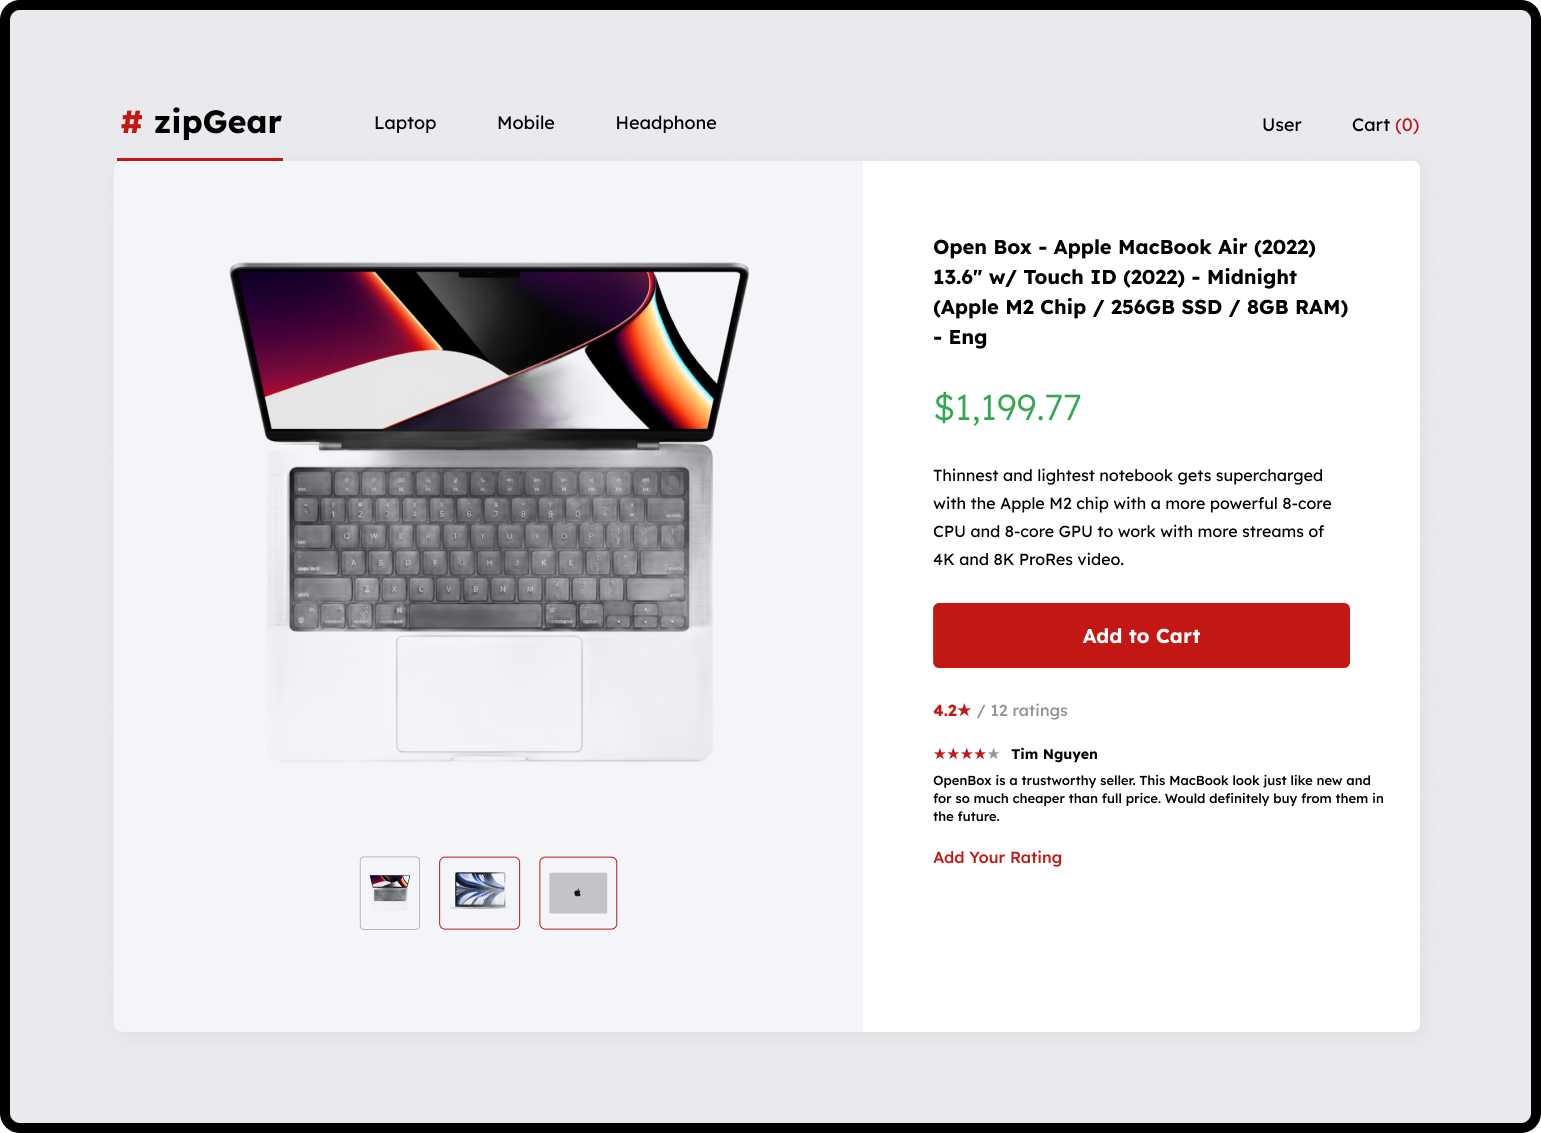 # zipGear
Laptop
Mobile
Headphone
User
Cart (0)
Open Box - Apple MacBook Air (2022)
13.6" w/ Touch ID (2022) - Midnight
(Apple M2 Chip / 256GB SSD / 8GB RAM)
- Eng
$1,199.77
Thinnest and lightest notebook gets supercharged
with the Apple M2 chip with a more powerful 8-core
CPU and 8-core GPU to work with more streams of
4K and 8K ProRes video.
Add to Cart
4.2★ / 12 ratings
★★★★★ Tim Nguyen
OpenBox is a trustworthy seller. This MacBook look just like new and
for so much cheaper than full price. Would definitely buy from them in
the future.
Add Your Rating